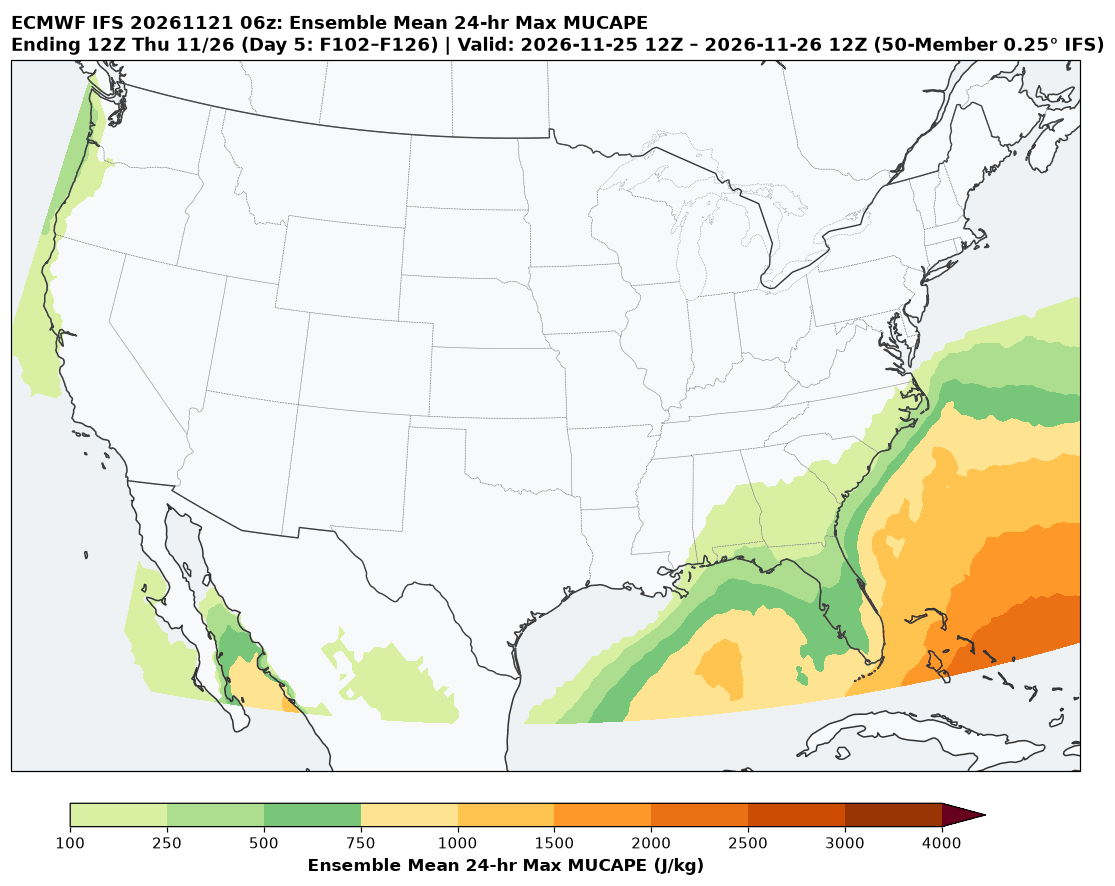 ECMWF IFS 20261121 06z: Ensemble Mean 24-hr Max MUCAPE
Ending 12Z Thu 11/26 (Day 5: F102–F126) | Valid: 2026-11-25 12Z – 2026-11-26 12Z (50-Member 0.25° IFS)
100 250 500 750 1000 1500 2000 2500 3000 4000
Ensemble Mean 24-hr Max MUCAPE (J/kg)